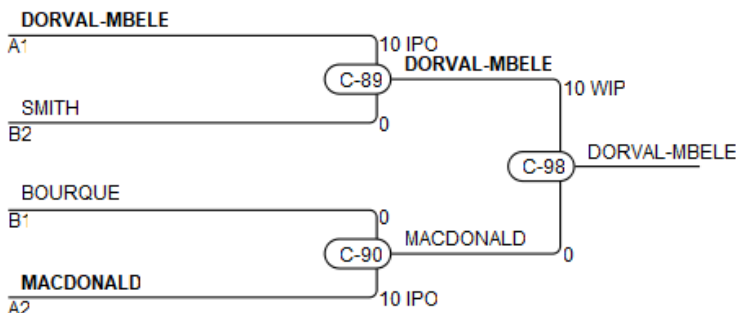 DORVAL-MBELE
A1
10 IPO
C-89
DORVAL-MBELE
10 WIP
SMITH
0
B2
C-98
DORVAL-MBELE
BOURQUE
B1
0
C-90
MACDONALD
0
MACDONALD
10 IPO
A2